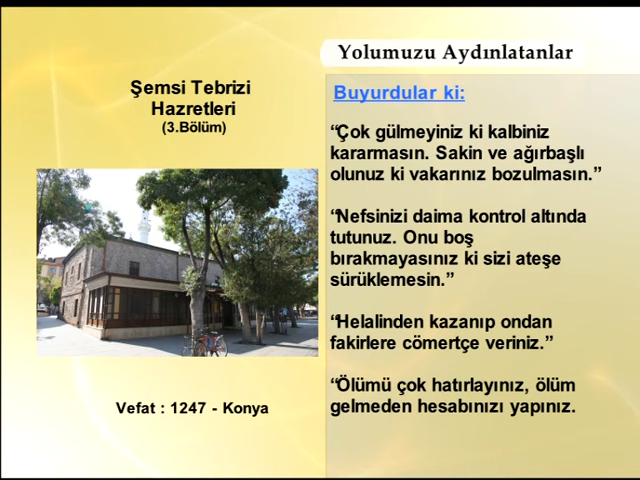 Yolumuzu Aydınlatanlar
Şemsi Tebrizi
Hazretleri
(3.Bölüm)
Vefat : 1247 - Konya
Buyurdular ki:
“Çok gülmeyiniz ki kalbiniz
kararmasın. Sakin ve ağırbaşlı
olunuz ki vakarınız bozulmasın.”
“Nefsinizi daima kontrol altında
tutunuz. Onu boş
bırakmayasınız ki sizi ateşe
sürüklemesin.”
“Helalinden kazanıp ondan
fakirlere cömertçe veriniz.”
“Ölümü çok hatırlayınız, ölüm
gelmeden hesabınızı yapınız.